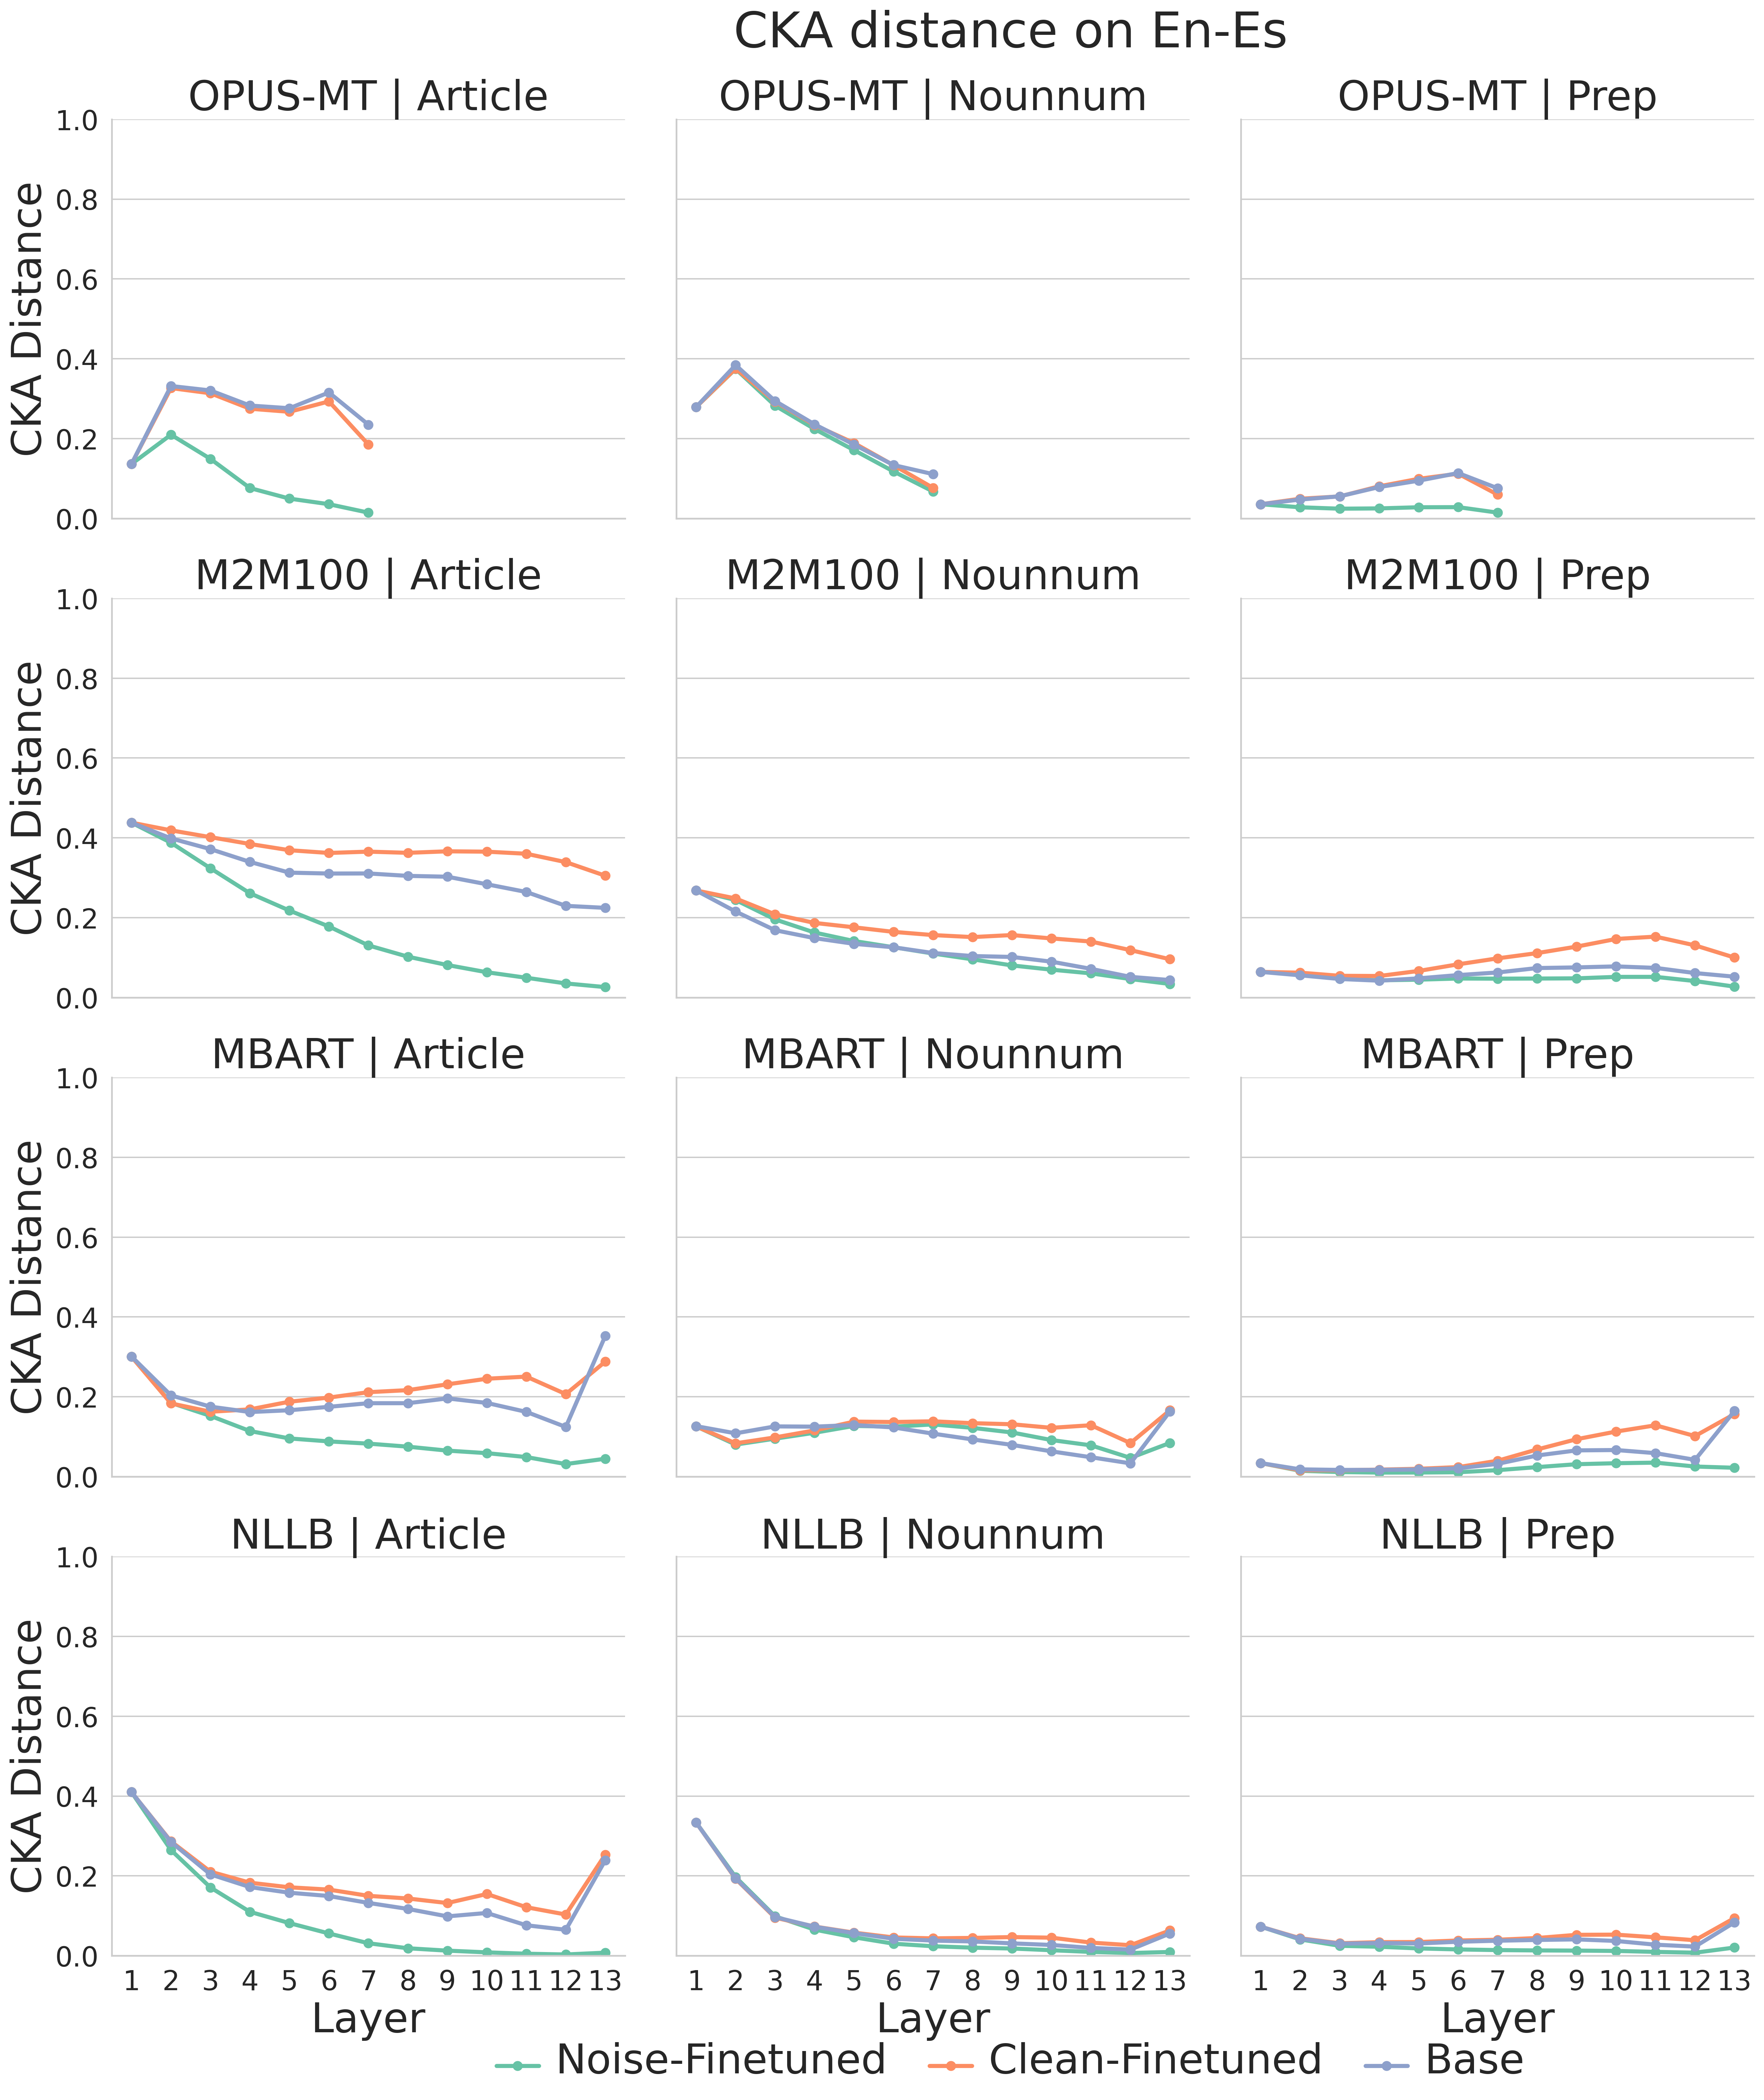 CKA distance on En-Es
OPUS-MT | Article
OPUS-MT | Nounnum
OPUS-MT | Prep
CKA Distance
1.0
0.8
0.6
0.4
0.2
0.0
M2M100 | Article
M2M100 | Nounnum
M2M100 | Prep
CKA Distance
1.0
0.8
0.6
0.4
0.2
0.0
MBART | Article
MBART | Nounnum
MBART | Prep
CKA Distance
1.0
0.8
0.6
0.4
0.2
0.0
NLLB | Article
NLLB | Nounnum
NLLB | Prep
CKA Distance
1.0
0.8
0.6
0.4
0.2
0.0
1 2 3 4 5 6 7 8 9 10 11 12 13
1 2 3 4 5 6 7 8 9 10 11 12 13
1 2 3 4 5 6 7 8 9 10 11 12 13
Layer
Layer
Layer
Noise-Finetuned
Clean-Finetuned
Base